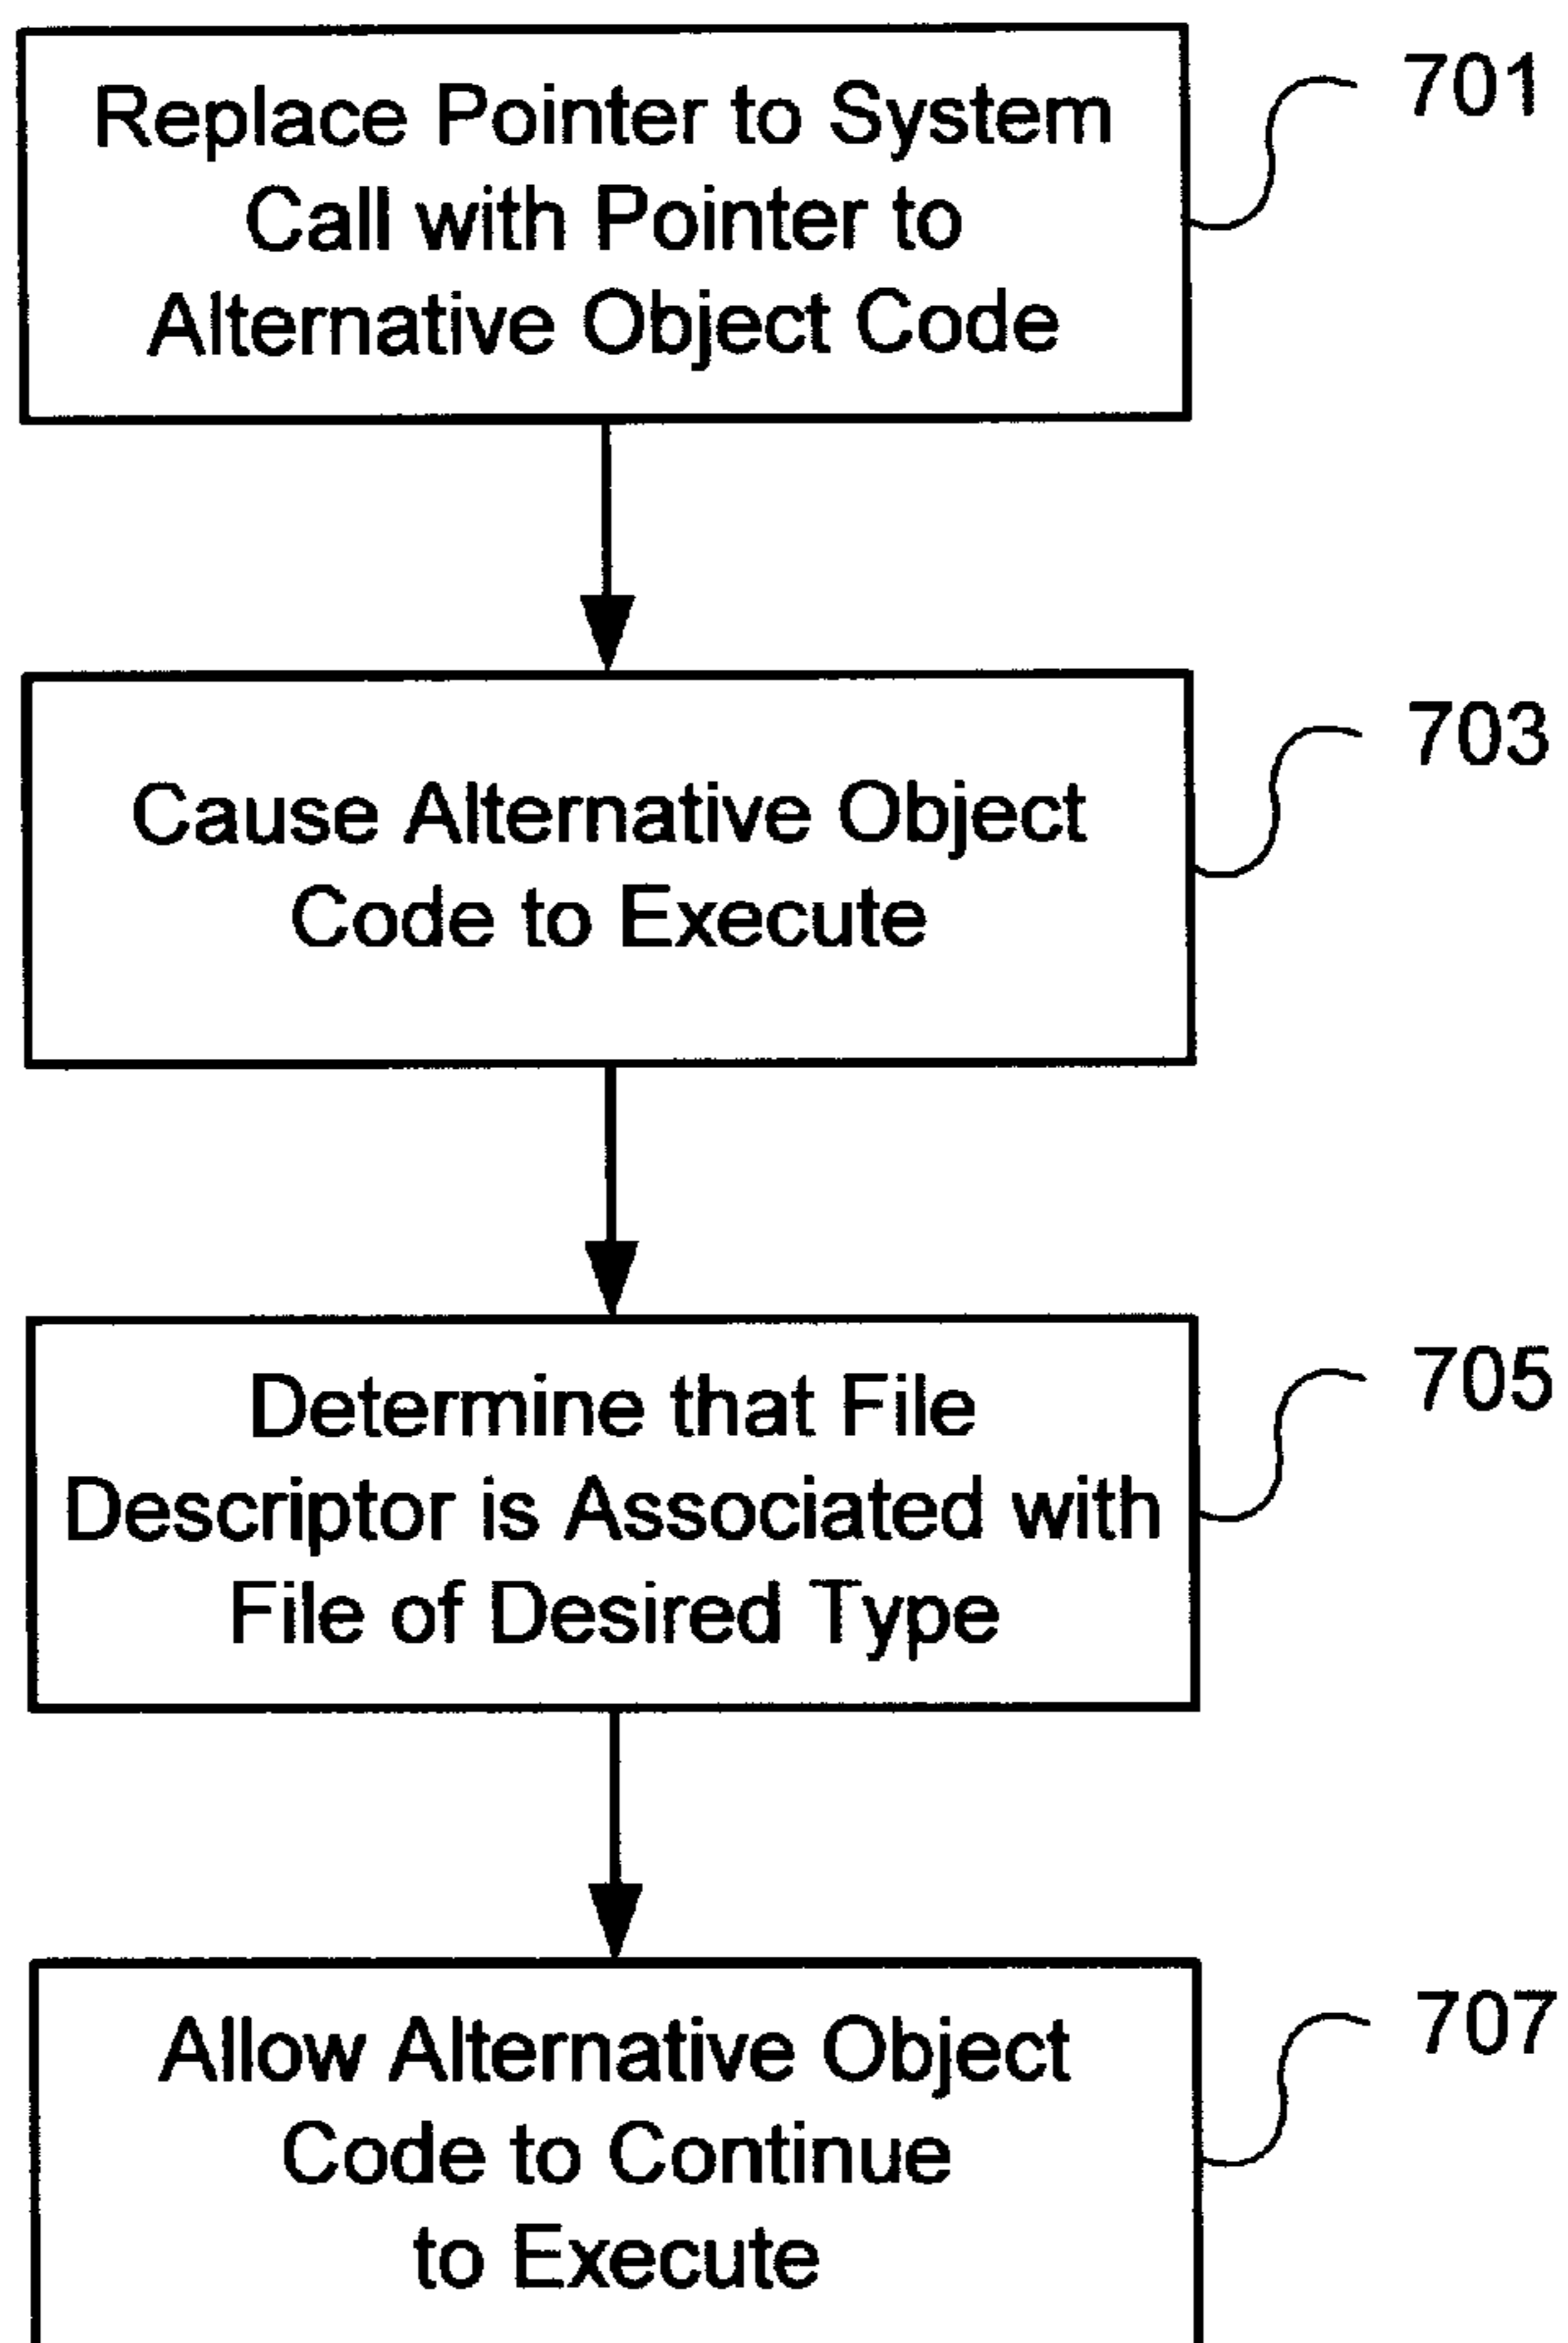 Replace Pointer to System
Call with Pointer to
Alternative Object Code
701
Cause Alternative Object
Code to Execute
703
Determine that File
Descriptor is Associated with
File of Desired Type
705
Allow Alternative Object
Code to Continue
to Execute
707